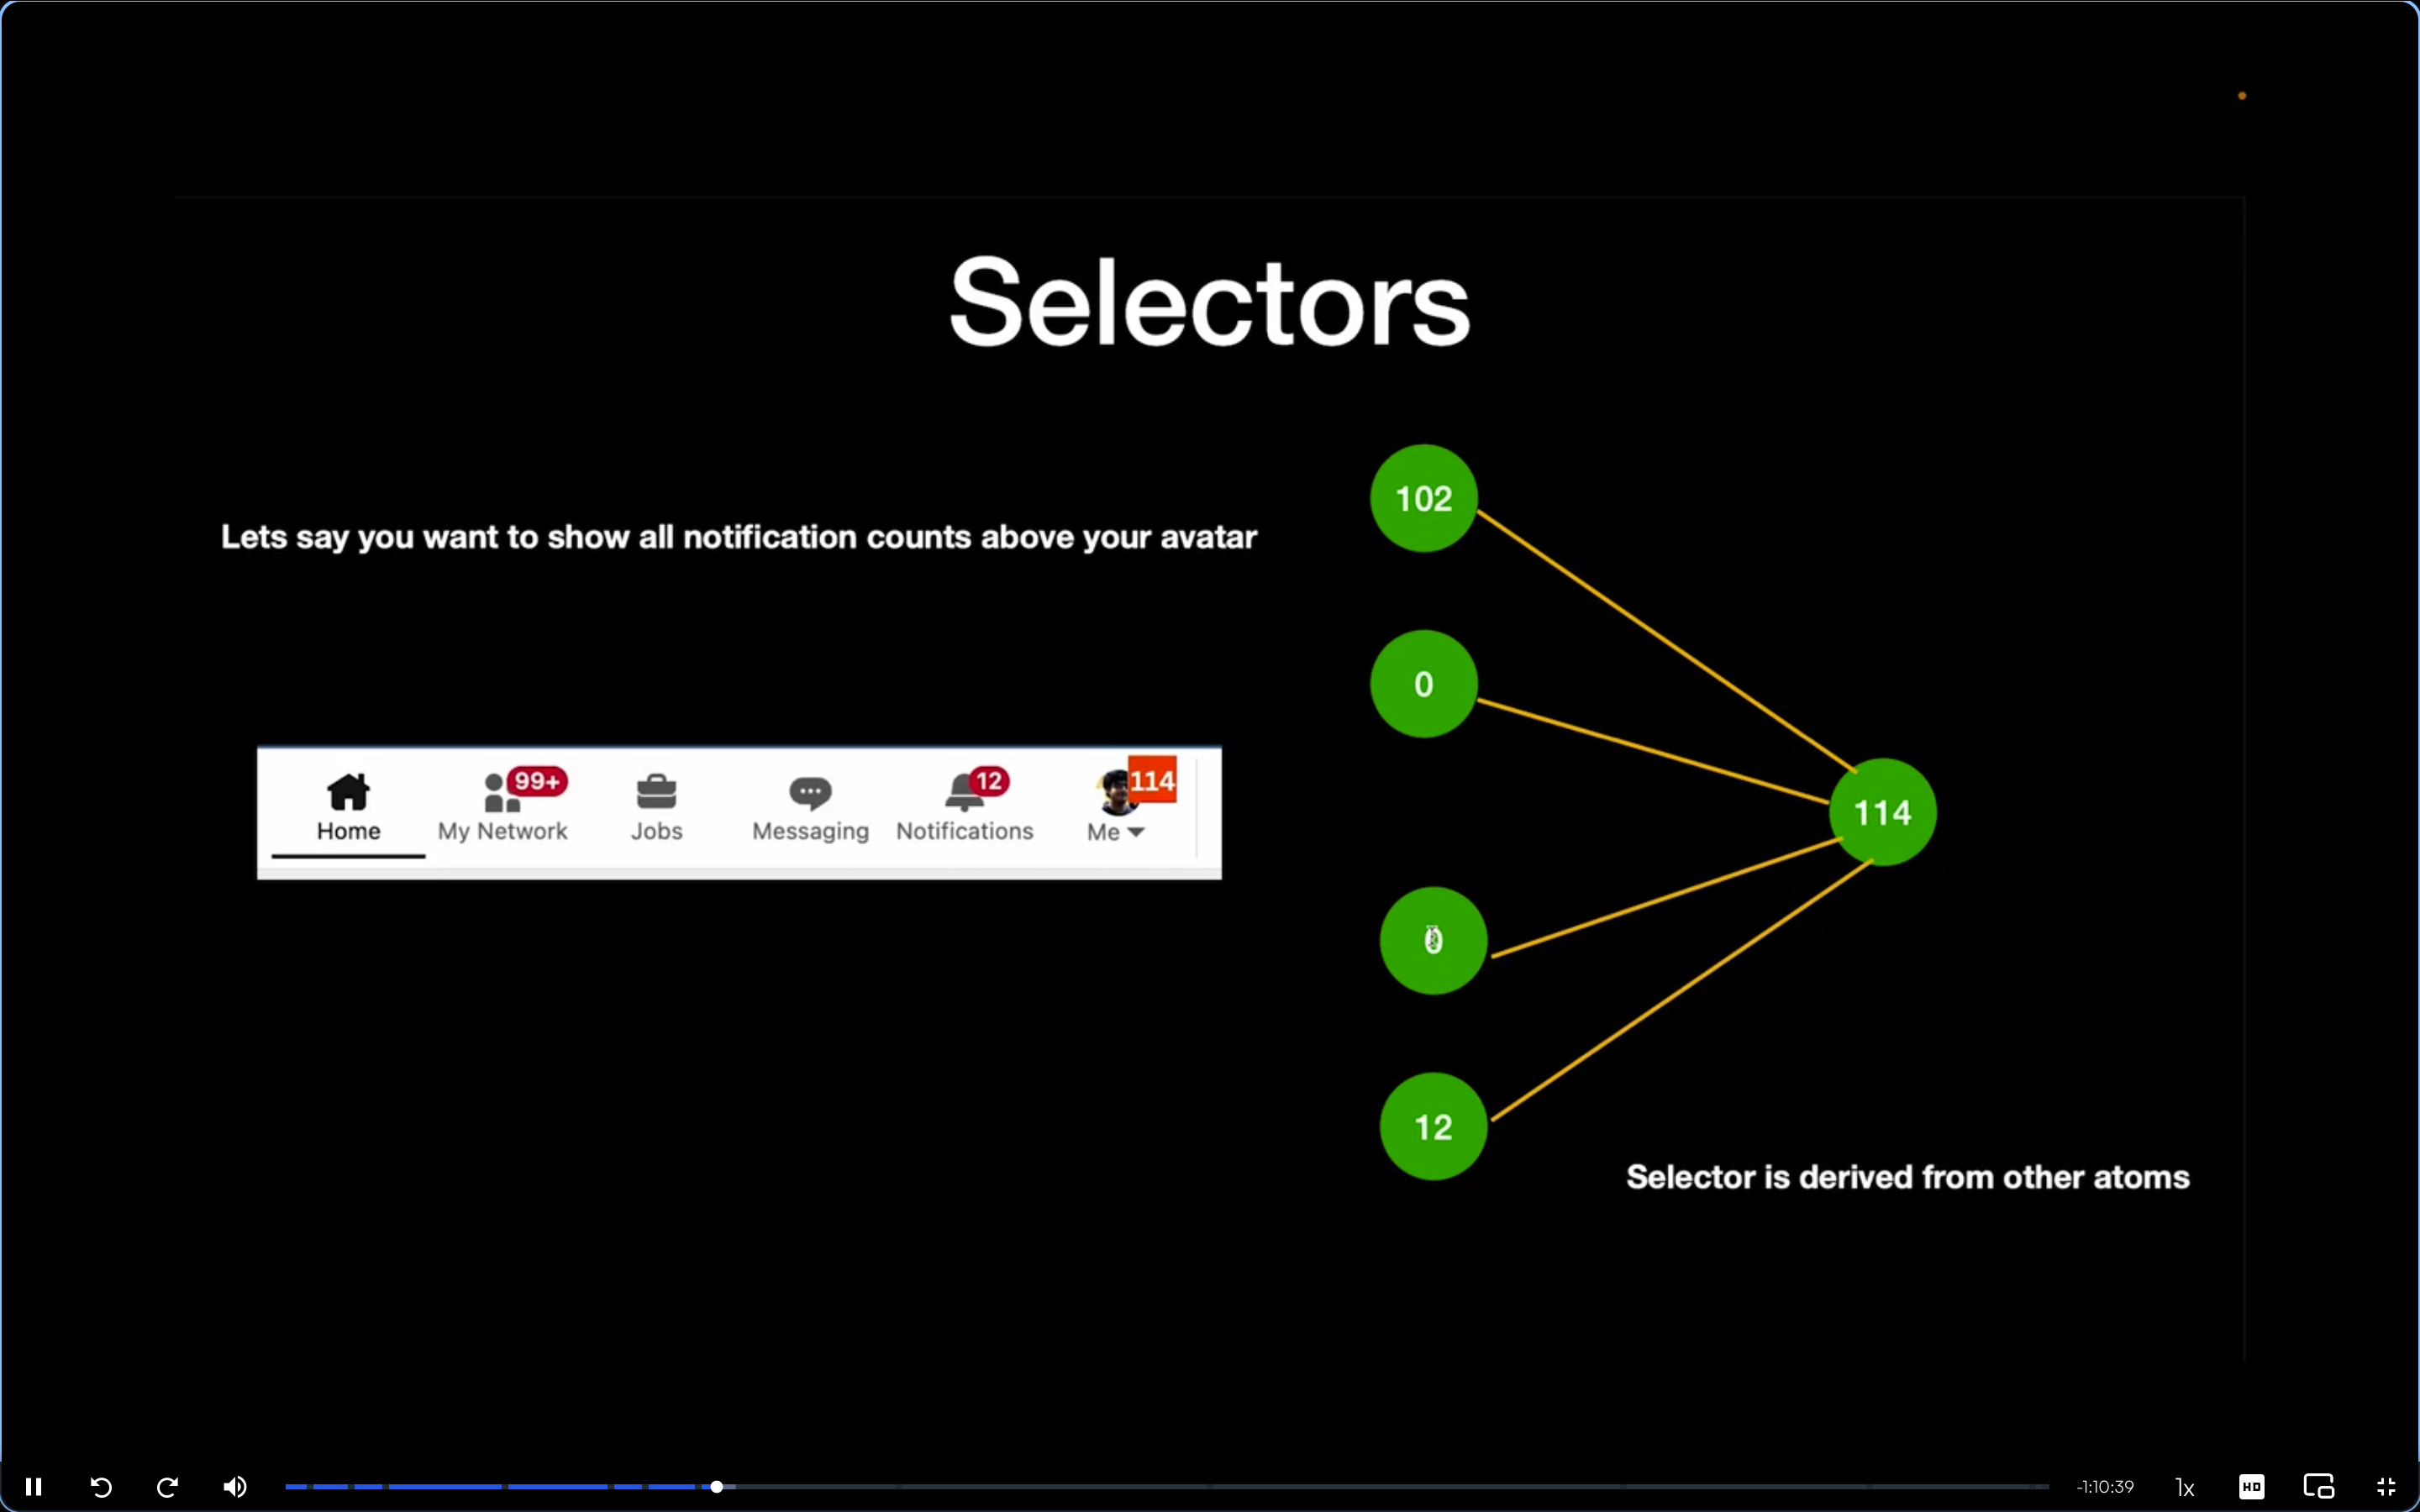 Selectors
Lets say you want to show all notification counts above your avatar
99+
12
114
Home
My Network
Jobs
Messaging
Notifications
Me
102
0
114
0
12
Selector is derived from other atoms
-1:10:39
1x
HD